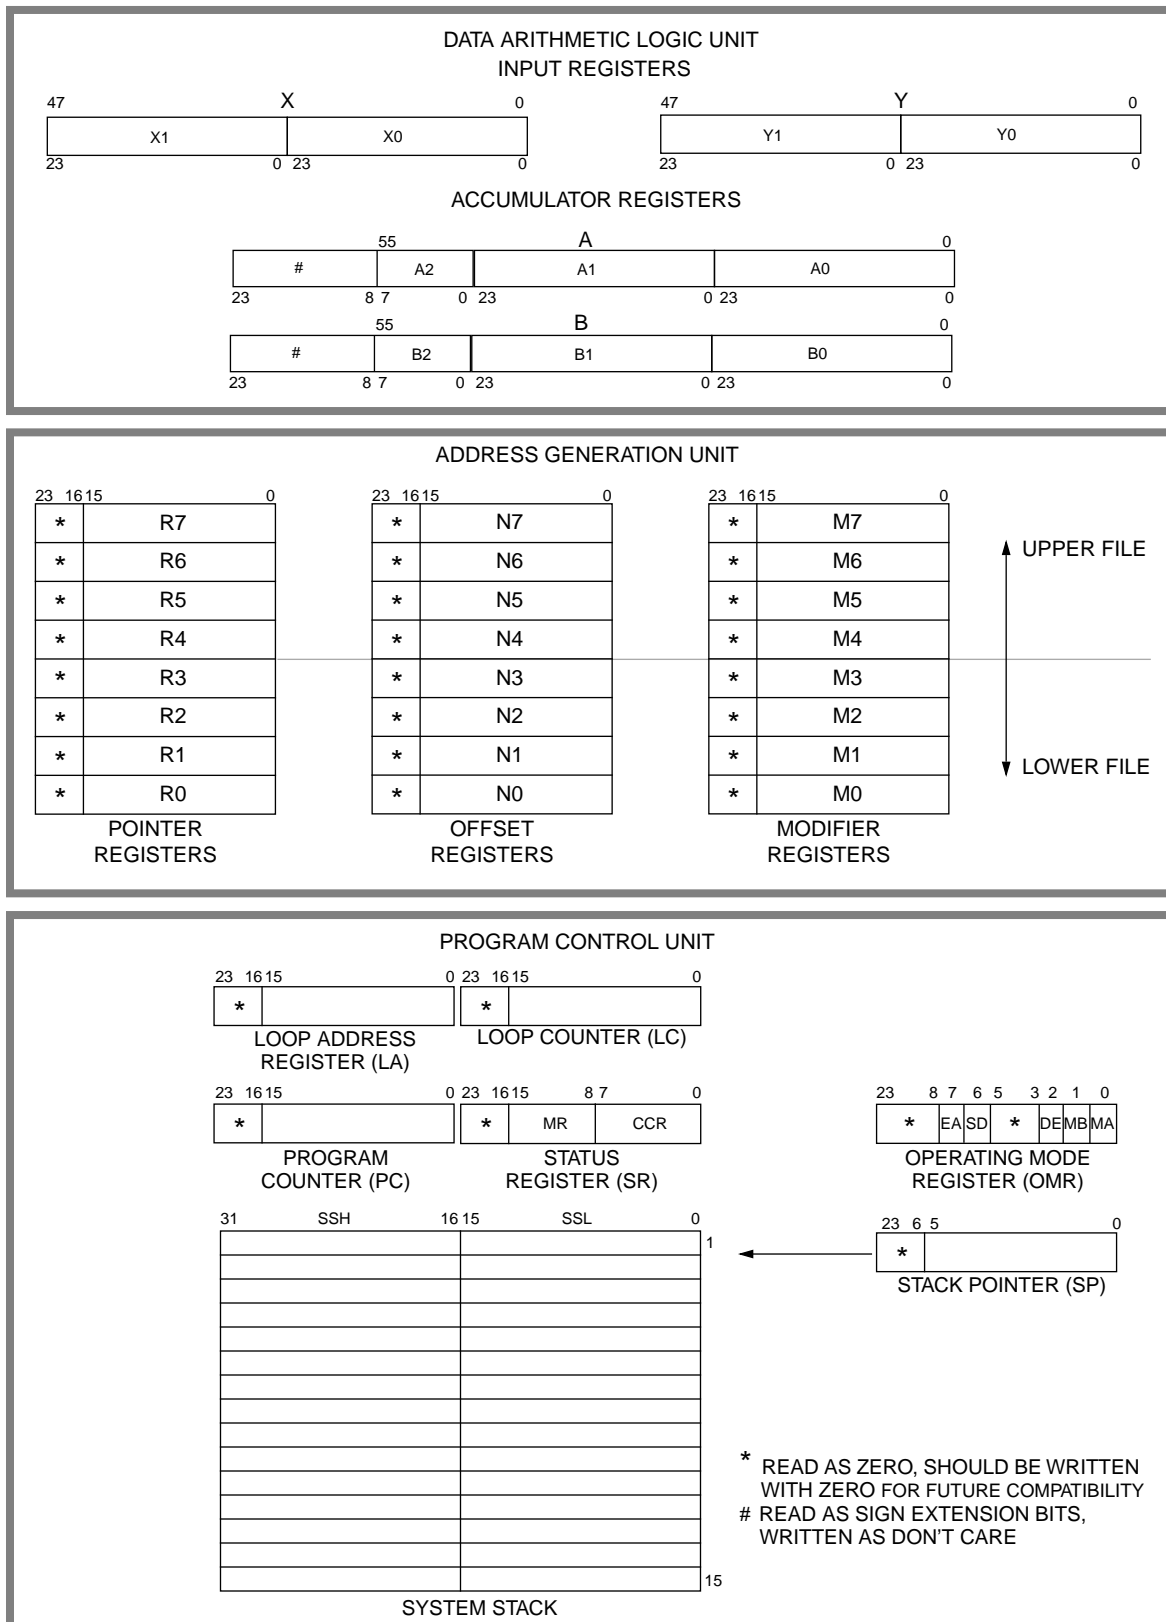 DATA ARITHMETIC LOGIC UNIT
INPUT REGISTERS
47 X 0 47 Y 0
X1 X0 Y1 Y0
23 0 23 0 23 0 23 0
ACCUMULATOR REGISTERS
55 A 0
# A2 A1 A0
23 8 7 0 23 0 23 0
55 B 0
# B2 B1 B0
23 8 7 0 23 0 23 0
ADDRESS GENERATION UNIT
23 16 15 0 23 16 15 0 23 16 15 0
* R7 * N7 * M7
* R6 * N6 * M6 UPPER FILE
* R5 * N5 * M5
* R4 * N4 * M4
* R3 * N3 * M3
* R2 * N2 * M2
* R1 * N1 * M1 LOWER FILE
* R0 * N0 * M0
POINTER OFFSET MODIFIER
REGISTERS REGISTERS REGISTERS
PROGRAM CONTROL UNIT
23 16 15 0 23 16 15 0
* *
LOOP ADDRESS LOOP COUNTER (LC)
REGISTER (LA)
23 16 15 0 23 16 15 8 7 0 23 8 7 6 5 3 2 1 0
* * MR CCR * EA SD * DE MB MA
PROGRAM STATUS OPERATING MODE
COUNTER (PC) REGISTER (SR) REGISTER (OMR)
31 SSH 16 15 SSL 0 23 6 5 0
1 *
STACK POINTER (SP)
* READ AS ZERO, SHOULD BE WRITTEN
WITH ZERO FOR FUTURE COMPATIBILITY
# READ AS SIGN EXTENSION BITS,
WRITTEN AS DON'T CARE
15
SYSTEM STACK